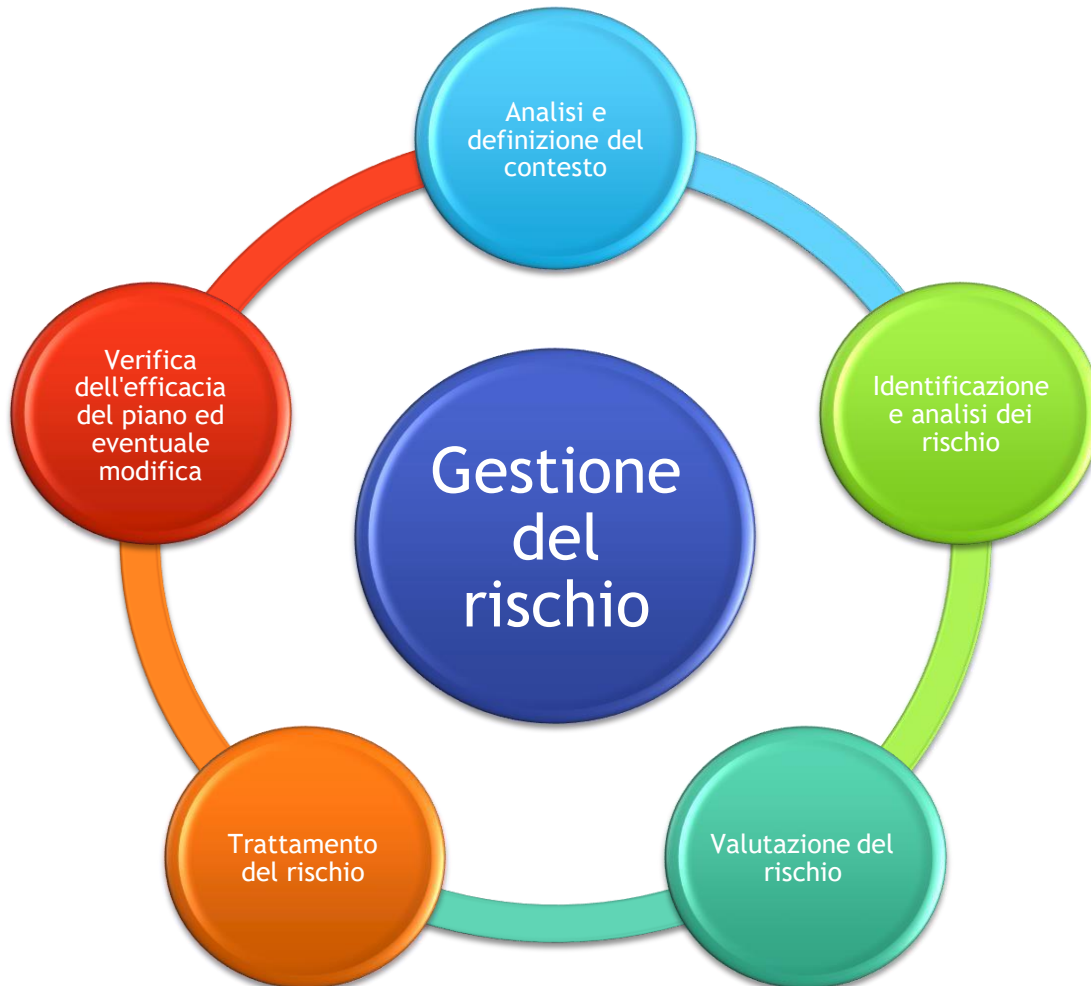 Analisi e
definizione del
contesto
Identificazione
e analisi dei
rischio
Valutazione del
rischio
Trattamento
del rischio
Verifica
dell'efficacia
del piano ed
eventuale
modifica
Gestione
del
rischio